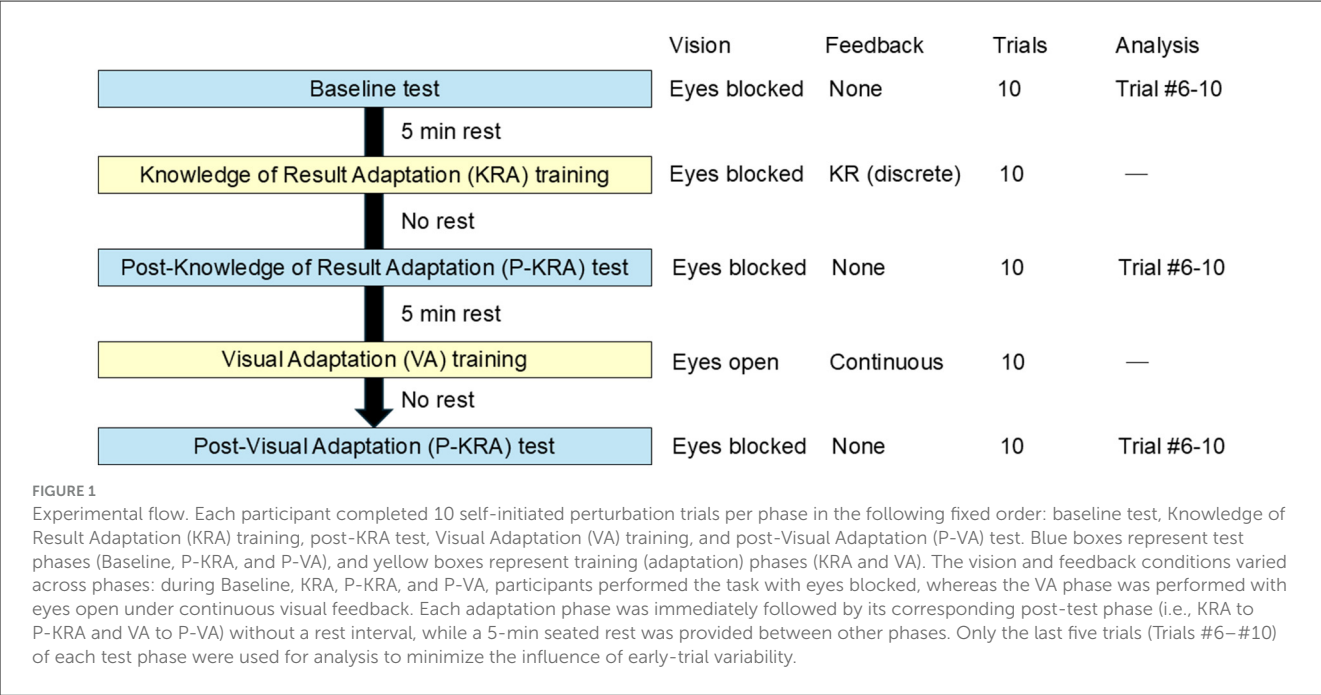 Vision Feedback Trials Analysis
Baseline test Eyes blocked None 10 Trial #6-10
5 min rest
Knowledge of Result Adaptation (KRA) training Eyes blocked KR (discrete) 10 —
No rest
Post-Knowledge of Result Adaptation (P-KRA) test Eyes blocked None 10 Trial #6-10
5 min rest
Visual Adaptation (VA) training Eyes open Continuous 10 —
No rest
Post-Visual Adaptation (P-KRA) test Eyes blocked None 10 Trial #6-10
FIGURE 1
Experimental flow. Each participant completed 10 self-initiated perturbation trials per phase in the following fixed order: baseline test, Knowledge of
Result Adaptation (KRA) training, post-KRA test, Visual Adaptation (VA) training, and post-Visual Adaptation (P-VA) test. Blue boxes represent test
phases (Baseline, P-KRA, and P-VA), and yellow boxes represent training (adaptation) phases (KRA and VA). The vision and feedback conditions varied
across phases: during Baseline, KRA, P-KRA, and P-VA, participants performed the task with eyes blocked, whereas the VA phase was performed with
eyes open under continuous visual feedback. Each adaptation phase was immediately followed by its corresponding post-test phase (i.e., KRA to
P-KRA and VA to P-VA) without a rest interval, while a 5-min seated rest was provided between other phases. Only the last five trials (Trials #6–#10)
of each test phase were used for analysis to minimize the influence of early-trial variability.